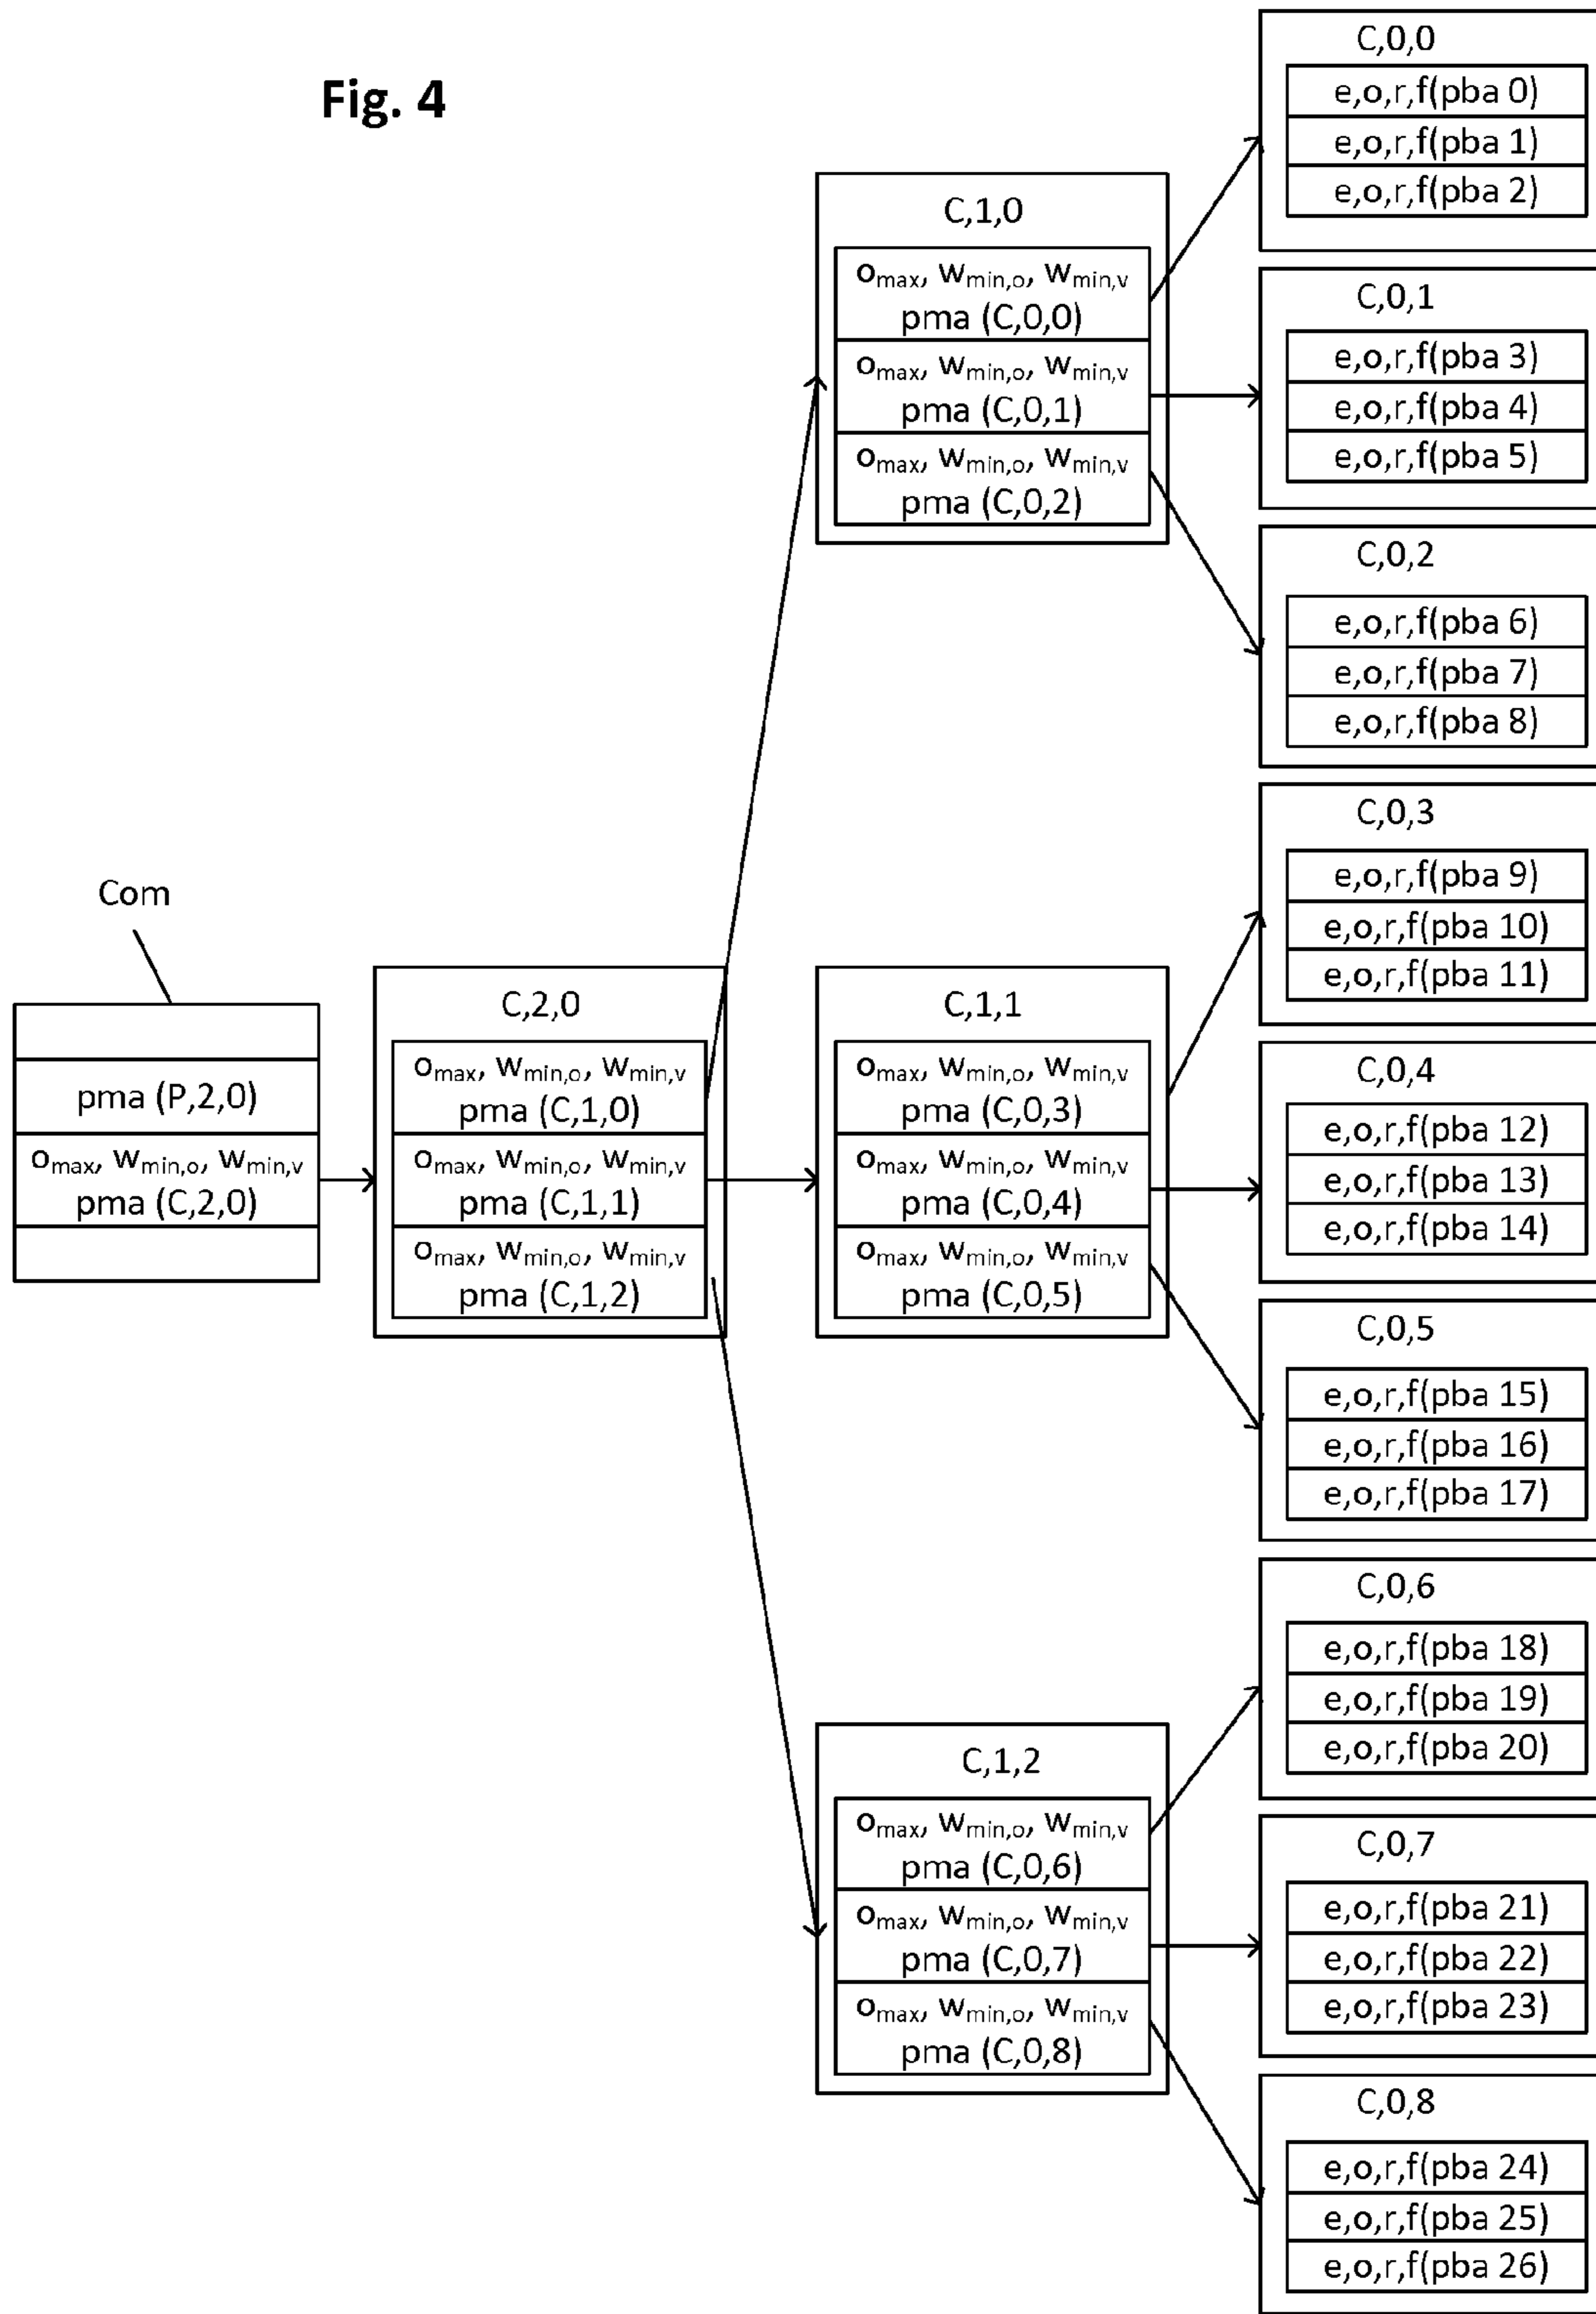 Fig. 4
Com
pma (P,2,0)
omax, wmin,o, wmin,v
pma (C,2,0)
C,2,0
omax, wmin,o, wmin,v
pma (C,1,0)
omax, wmin,o, wmin,v
pma (C,1,1)
omax, wmin,o, wmin,v
pma (C,1,2)
C,1,0
omax, wmin,o, wmin,v
pma (C,0,0)
omax, wmin,o, wmin,v
pma (C,0,1)
omax, wmin,o, wmin,v
pma (C,0,2)
C,1,1
omax, wmin,o, wmin,v
pma (C,0,3)
omax, wmin,o, wmin,v
pma (C,0,4)
omax, wmin,o, wmin,v
pma (C,0,5)
C,1,2
omax, wmin,o, wmin,v
pma (C,0,6)
omax, wmin,o, wmin,v
pma (C,0,7)
omax, wmin,o, wmin,v
pma (C,0,8)
C,0,0
e,o,r,f(pba 0)
e,o,r,f(pba 1)
e,o,r,f(pba 2)
C,0,1
e,o,r,f(pba 3)
e,o,r,f(pba 4)
e,o,r,f(pba 5)
C,0,2
e,o,r,f(pba 6)
e,o,r,f(pba 7)
e,o,r,f(pba 8)
C,0,3
e,o,r,f(pba 9)
e,o,r,f(pba 10)
e,o,r,f(pba 11)
C,0,4
e,o,r,f(pba 12)
e,o,r,f(pba 13)
e,o,r,f(pba 14)
C,0,5
e,o,r,f(pba 15)
e,o,r,f(pba 16)
e,o,r,f(pba 17)
C,0,6
e,o,r,f(pba 18)
e,o,r,f(pba 19)
e,o,r,f(pba 20)
C,0,7
e,o,r,f(pba 21)
e,o,r,f(pba 22)
e,o,r,f(pba 23)
C,0,8
e,o,r,f(pba 24)
e,o,r,f(pba 25)
e,o,r,f(pba 26)